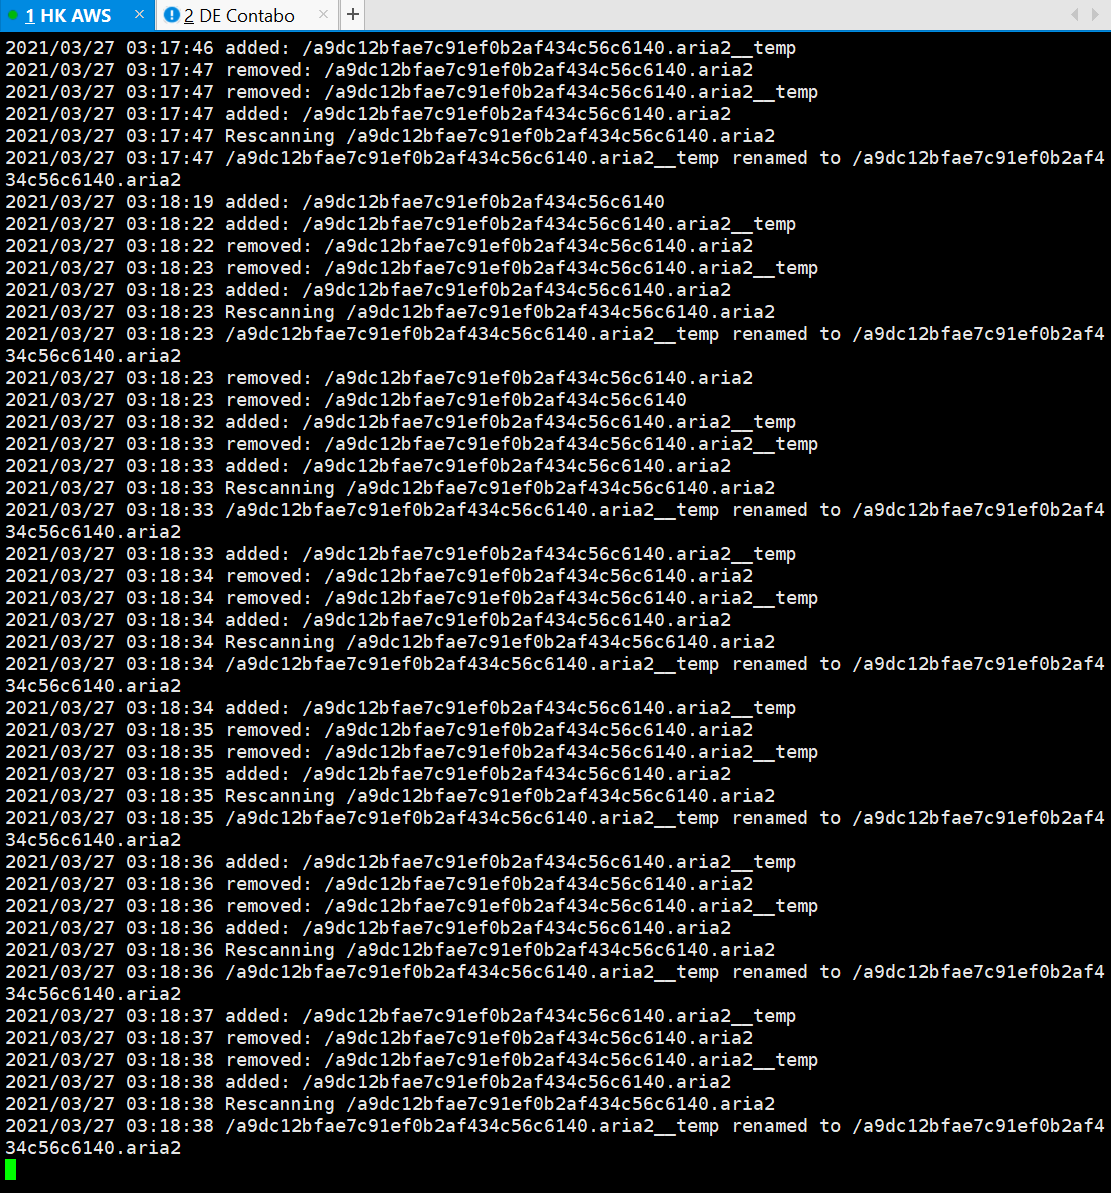 1 HK AWS × 2 DE Contabo × +
2021/03/27 03:17:46 added: /a9dc12bfae7c91ef0b2af434c56c6140.aria2__temp
2021/03/27 03:17:47 removed: /a9dc12bfae7c91ef0b2af434c56c6140.aria2
2021/03/27 03:17:47 removed: /a9dc12bfae7c91ef0b2af434c56c6140.aria2__temp
2021/03/27 03:17:47 added: /a9dc12bfae7c91ef0b2af434c56c6140.aria2
2021/03/27 03:17:47 Rescanning /a9dc12bfae7c91ef0b2af434c56c6140.aria2
2021/03/27 03:17:47 /a9dc12bfae7c91ef0b2af434c56c6140.aria2__temp renamed to /a9dc12bfae7c91ef0b2af4
34c56c6140.aria2
2021/03/27 03:18:19 added: /a9dc12bfae7c91ef0b2af434c56c6140
2021/03/27 03:18:22 added: /a9dc12bfae7c91ef0b2af434c56c6140.aria2__temp
2021/03/27 03:18:22 removed: /a9dc12bfae7c91ef0b2af434c56c6140.aria2
2021/03/27 03:18:23 removed: /a9dc12bfae7c91ef0b2af434c56c6140.aria2__temp
2021/03/27 03:18:23 added: /a9dc12bfae7c91ef0b2af434c56c6140.aria2
2021/03/27 03:18:23 Rescanning /a9dc12bfae7c91ef0b2af434c56c6140.aria2
2021/03/27 03:18:23 /a9dc12bfae7c91ef0b2af434c56c6140.aria2__temp renamed to /a9dc12bfae7c91ef0b2af4
34c56c6140.aria2
2021/03/27 03:18:23 removed: /a9dc12bfae7c91ef0b2af434c56c6140.aria2
2021/03/27 03:18:23 removed: /a9dc12bfae7c91ef0b2af434c56c6140
2021/03/27 03:18:32 added: /a9dc12bfae7c91ef0b2af434c56c6140.aria2__temp
2021/03/27 03:18:33 removed: /a9dc12bfae7c91ef0b2af434c56c6140.aria2__temp
2021/03/27 03:18:33 added: /a9dc12bfae7c91ef0b2af434c56c6140.aria2
2021/03/27 03:18:33 Rescanning /a9dc12bfae7c91ef0b2af434c56c6140.aria2
2021/03/27 03:18:33 /a9dc12bfae7c91ef0b2af434c56c6140.aria2__temp renamed to /a9dc12bfae7c91ef0b2af4
34c56c6140.aria2
2021/03/27 03:18:33 added: /a9dc12bfae7c91ef0b2af434c56c6140.aria2__temp
2021/03/27 03:18:34 removed: /a9dc12bfae7c91ef0b2af434c56c6140.aria2
2021/03/27 03:18:34 removed: /a9dc12bfae7c91ef0b2af434c56c6140.aria2__temp
2021/03/27 03:18:34 added: /a9dc12bfae7c91ef0b2af434c56c6140.aria2
2021/03/27 03:18:34 Rescanning /a9dc12bfae7c91ef0b2af434c56c6140.aria2
2021/03/27 03:18:34 /a9dc12bfae7c91ef0b2af434c56c6140.aria2__temp renamed to /a9dc12bfae7c91ef0b2af4
34c56c6140.aria2
2021/03/27 03:18:34 added: /a9dc12bfae7c91ef0b2af434c56c6140.aria2__temp
2021/03/27 03:18:35 removed: /a9dc12bfae7c91ef0b2af434c56c6140.aria2
2021/03/27 03:18:35 removed: /a9dc12bfae7c91ef0b2af434c56c6140.aria2__temp
2021/03/27 03:18:35 added: /a9dc12bfae7c91ef0b2af434c56c6140.aria2
2021/03/27 03:18:35 Rescanning /a9dc12bfae7c91ef0b2af434c56c6140.aria2
2021/03/27 03:18:35 /a9dc12bfae7c91ef0b2af434c56c6140.aria2__temp renamed to /a9dc12bfae7c91ef0b2af4
34c56c6140.aria2
2021/03/27 03:18:36 added: /a9dc12bfae7c91ef0b2af434c56c6140.aria2__temp
2021/03/27 03:18:36 removed: /a9dc12bfae7c91ef0b2af434c56c6140.aria2
2021/03/27 03:18:36 removed: /a9dc12bfae7c91ef0b2af434c56c6140.aria2__temp
2021/03/27 03:18:36 added: /a9dc12bfae7c91ef0b2af434c56c6140.aria2
2021/03/27 03:18:36 Rescanning /a9dc12bfae7c91ef0b2af434c56c6140.aria2
2021/03/27 03:18:36 /a9dc12bfae7c91ef0b2af434c56c6140.aria2__temp renamed to /a9dc12bfae7c91ef0b2af4
34c56c6140.aria2
2021/03/27 03:18:37 added: /a9dc12bfae7c91ef0b2af434c56c6140.aria2__temp
2021/03/27 03:18:37 removed: /a9dc12bfae7c91ef0b2af434c56c6140.aria2
2021/03/27 03:18:38 removed: /a9dc12bfae7c91ef0b2af434c56c6140.aria2__temp
2021/03/27 03:18:38 added: /a9dc12bfae7c91ef0b2af434c56c6140.aria2
2021/03/27 03:18:38 Rescanning /a9dc12bfae7c91ef0b2af434c56c6140.aria2
2021/03/27 03:18:38 /a9dc12bfae7c91ef0b2af434c56c6140.aria2__temp renamed to /a9dc12bfae7c91ef0b2af4
34c56c6140.aria2